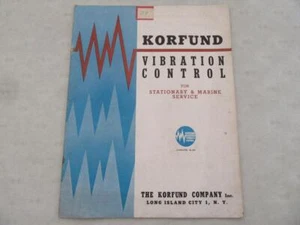 KORFUND
VIBRATION
CONTROL
FOR
STATIONARY & MARINE
SERVICE
THE KORFUND COMPANY Inc.
LONG ISLAND CITY 1, N. Y.